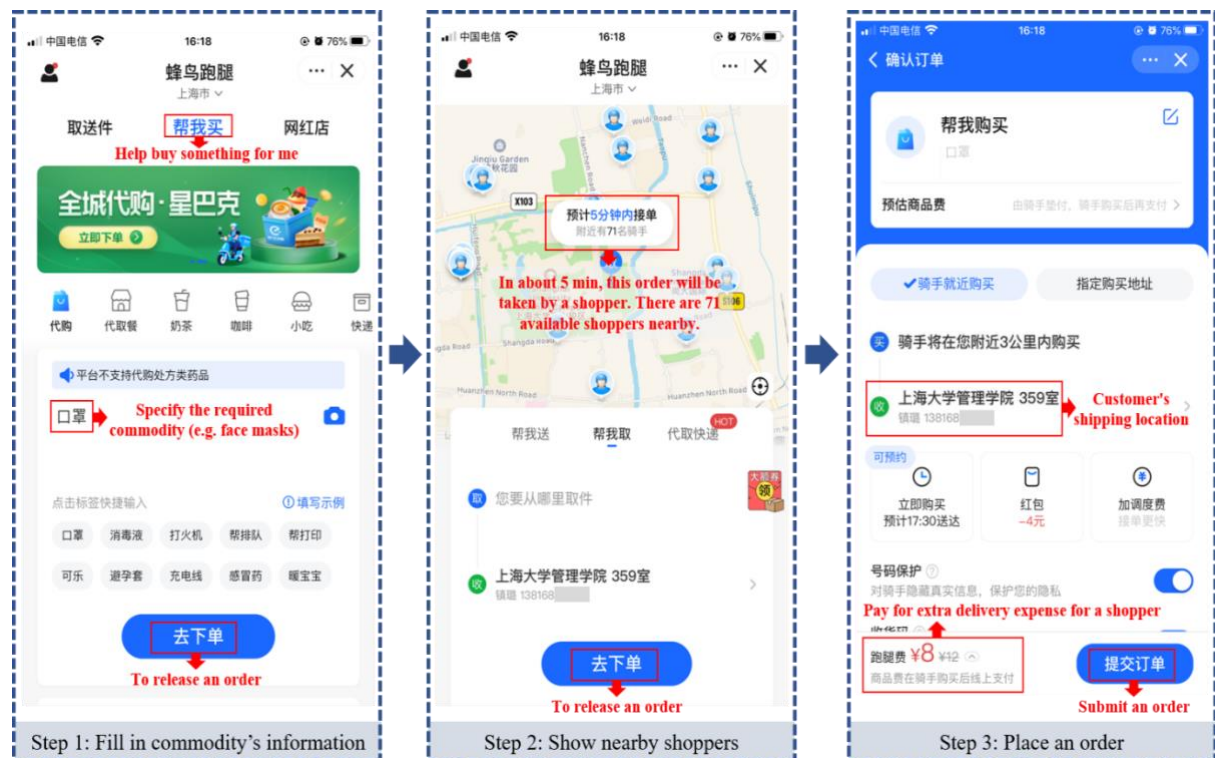 中国电信
16:18
76%
蜂鸟跑腿
上海市
取送件
帮我买
网红店
Help buy something for me
全城代购·星巴克
立即下单
代购
代取餐
奶茶
咖啡
小吃
快递
平台不支持代购处方类药品
口罩
Specify the required
commodity (e.g. face masks)
点击标签快捷输入
填写示例
口罩
消毒液
打火机
帮排队
帮打印
可乐
避孕套
充电线
感冒药
暖宝宝
去下单
To release an order
Step 1: Fill in commodity's information
中国电信
16:18
76%
蜂鸟跑腿
上海市
Weidi Road
Jinqiu Garden
X103
预计5分钟内接单
附近有71名骑手
In about 5 min, this order will be
taken by a shopper. There are 71
available shoppers nearby.
Shangda Road
Huanzhen North Road
Huanzhen North Road
帮我送
帮我取
代取快递
HOT
领
取
您要从哪里取件
收
上海大学管理学院 359室
镇璐 138168
去下单
To release an order
Step 2: Show nearby shoppers
中国电信
16:18
76%
确认订单
帮我购买
口罩
预估商品费
由骑手垫付，骑手购买后再支付
骑手就近购买
指定购买地址
买
骑手将在您附近3公里内购买
收
上海大学管理学院 359室
镇璐 138168
Customer's
shipping location
可预约
立即购买
预计17:30送达
红包
-4元
加调度费
接单更快
号码保护
对骑手隐藏真实信息，保护您的隐私
Pay for extra delivery expense for a shopper
跑腿费 ¥8 ¥12
商品费在骑手购买后线上支付
提交订单
Submit an order
Step 3: Place an order